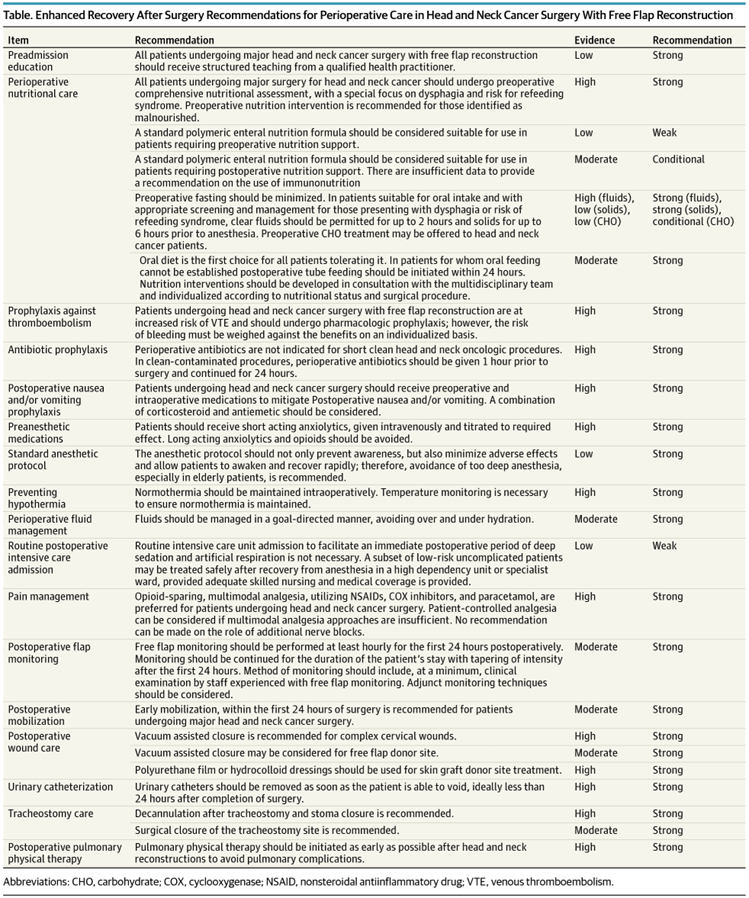 Table. Enhanced Recovery After Surgery Recommendations for Perioperative Care in Head and Neck Cancer Surgery With Free Flap Reconstruction
Item Recommendation Evidence Recommendation
Preadmission education All patients undergoing major head and neck cancer surgery with free flap reconstruction Low Strong
should receive structured teaching from a qualified health practitioner.
Perioperative nutritional care All patients undergoing major surgery for head and neck cancer should undergo preoperative High Strong
comprehensive nutritional assessment, with a special focus on dysphagia and risk for refeeding
syndrome. Preoperative nutrition intervention is recommended for those identified as
malnourished.
A standard polymeric enteral nutrition formula should be considered suitable for use in Low Weak
patients requiring preoperative nutrition support.
A standard polymeric enteral nutrition formula should be considered suitable for use in Moderate Conditional
patients requiring postoperative nutrition support. There are insufficient data to provide
a recommendation on the use of immunonutrition
Preoperative fasting should be minimized. In patients suitable for oral intake and with High (fluids), Strong (fluids),
appropriate screening and management for those presenting with dysphagia or risk of low (solids), strong (solids),
refeeding syndrome, clear fluids should be permitted for up to 2 hours and solids for up to low (CHO) conditional (CHO)
6 hours prior to anesthesia. Preoperative CHO treatment may be offered to head and neck
cancer patients.
Oral diet is the first choice for all patients tolerating it. In patients for whom oral feeding Moderate Strong
cannot be established postoperative tube feeding should be initiated within 24 hours.
Nutrition interventions should be developed in consultation with the multidisciplinary team
and individualized according to nutritional status and surgical procedure.
Prophylaxis against thromboembolism Patients undergoing head and neck cancer surgery with free flap reconstruction are at High Strong
increased risk of VTE and should undergo pharmacologic prophylaxis; however, the risk
of bleeding must be weighed against the benefits on an individualized basis.
Antibiotic prophylaxis Perioperative antibiotics are not indicated for short clean head and neck oncologic procedures. High Strong
In clean-contaminated procedures, perioperative antibiotics should be given 1 hour prior to
surgery and continued for 24 hours.
Postoperative nausea and/or vomiting prophylaxis Patients undergoing head and neck cancer surgery should receive preoperative and High Strong
intraoperative medications to mitigate Postoperative nausea and/or vomiting. A combination
of corticosteroid and antiemetic should be considered.
Preanesthetic medications Patients should receive short acting anxiolytics, given intravenously and titrated to required High Strong
effect. Long acting anxiolytics and opioids should be avoided.
Standard anesthetic protocol The anesthetic protocol should not only prevent awareness, but also minimize adverse effects Low Strong
and allow patients to awaken and recover rapidly; therefore, avoidance of too deep anesthesia,
especially in elderly patients, is recommended.
Preventing hypothermia Normothermia should be maintained intraoperatively. Temperature monitoring is necessary High Strong
to ensure normothermia is maintained.
Perioperative fluid management Fluids should be managed in a goal-directed manner, avoiding over and under hydration. Moderate Strong
Routine postoperative intensive care admission Routine intensive care unit admission to facilitate an immediate postoperative period of deep Low Weak
sedation and artificial respiration is not necessary. A subset of low-risk uncomplicated patients
may be treated safely after recovery from anesthesia in a high dependency unit or specialist
ward, provided adequate skilled nursing and medical coverage is provided.
Pain management Opioid-sparing, multimodal analgesia, utilizing NSAIDs, COX inhibitors, and paracetamol, are High Strong
preferred for patients undergoing head and neck cancer surgery. Patient-controlled analgesia
can be considered if multimodal analgesia approaches are insufficient. No recommendation
can be made on the role of additional nerve blocks.
Postoperative flap monitoring Free flap monitoring should be performed at least hourly for the first 24 hours postoperatively. Moderate Strong
Monitoring should be continued for the duration of the patient's stay with tapering of intensity
after the first 24 hours. Method of monitoring should include, at a minimum, clinical
examination by staff experienced with free flap monitoring. Adjunct monitoring techniques
should be considered.
Postoperative mobilization Early mobilization, within the first 24 hours of surgery is recommended for patients Moderate Strong
undergoing major head and neck cancer surgery.
Postoperative wound care Vacuum assisted closure is recommended for complex cervical wounds. High Strong
Vacuum assisted closure may be considered for free flap donor site. Moderate Strong
Polyurethane film or hydrocolloid dressings should be used for skin graft donor site treatment. High Strong
Urinary catheterization Urinary catheters should be removed as soon as the patient is able to void, ideally less than High Strong
24 hours after completion of surgery.
Tracheostomy care Decannulation after tracheostomy and stoma closure is recommended. High Strong
Surgical closure of the tracheostomy site is recommended. Moderate Strong
Postoperative pulmonary physical therapy Pulmonary physical therapy should be initiated as early as possible after head and neck High Strong
reconstructions to avoid pulmonary complications.
Abbreviations: CHO, carbohydrate; COX, cyclooxygenase; NSAID, nonsteroidal antiinflammatory drug; VTE, venous thromboembolism.